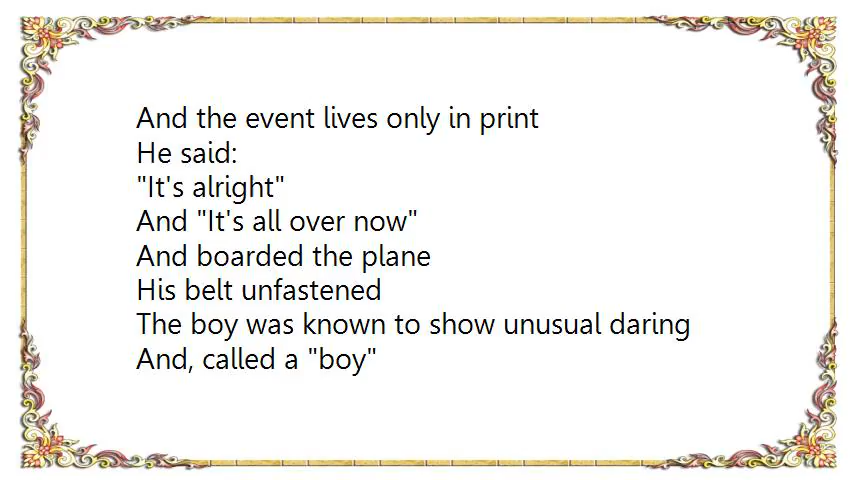 And the event lives only in print
He said:
"It's alright"
And "It's all over now"
And boarded the plane
His belt unfastened
The boy was known to show unusual daring
And, called a "boy"